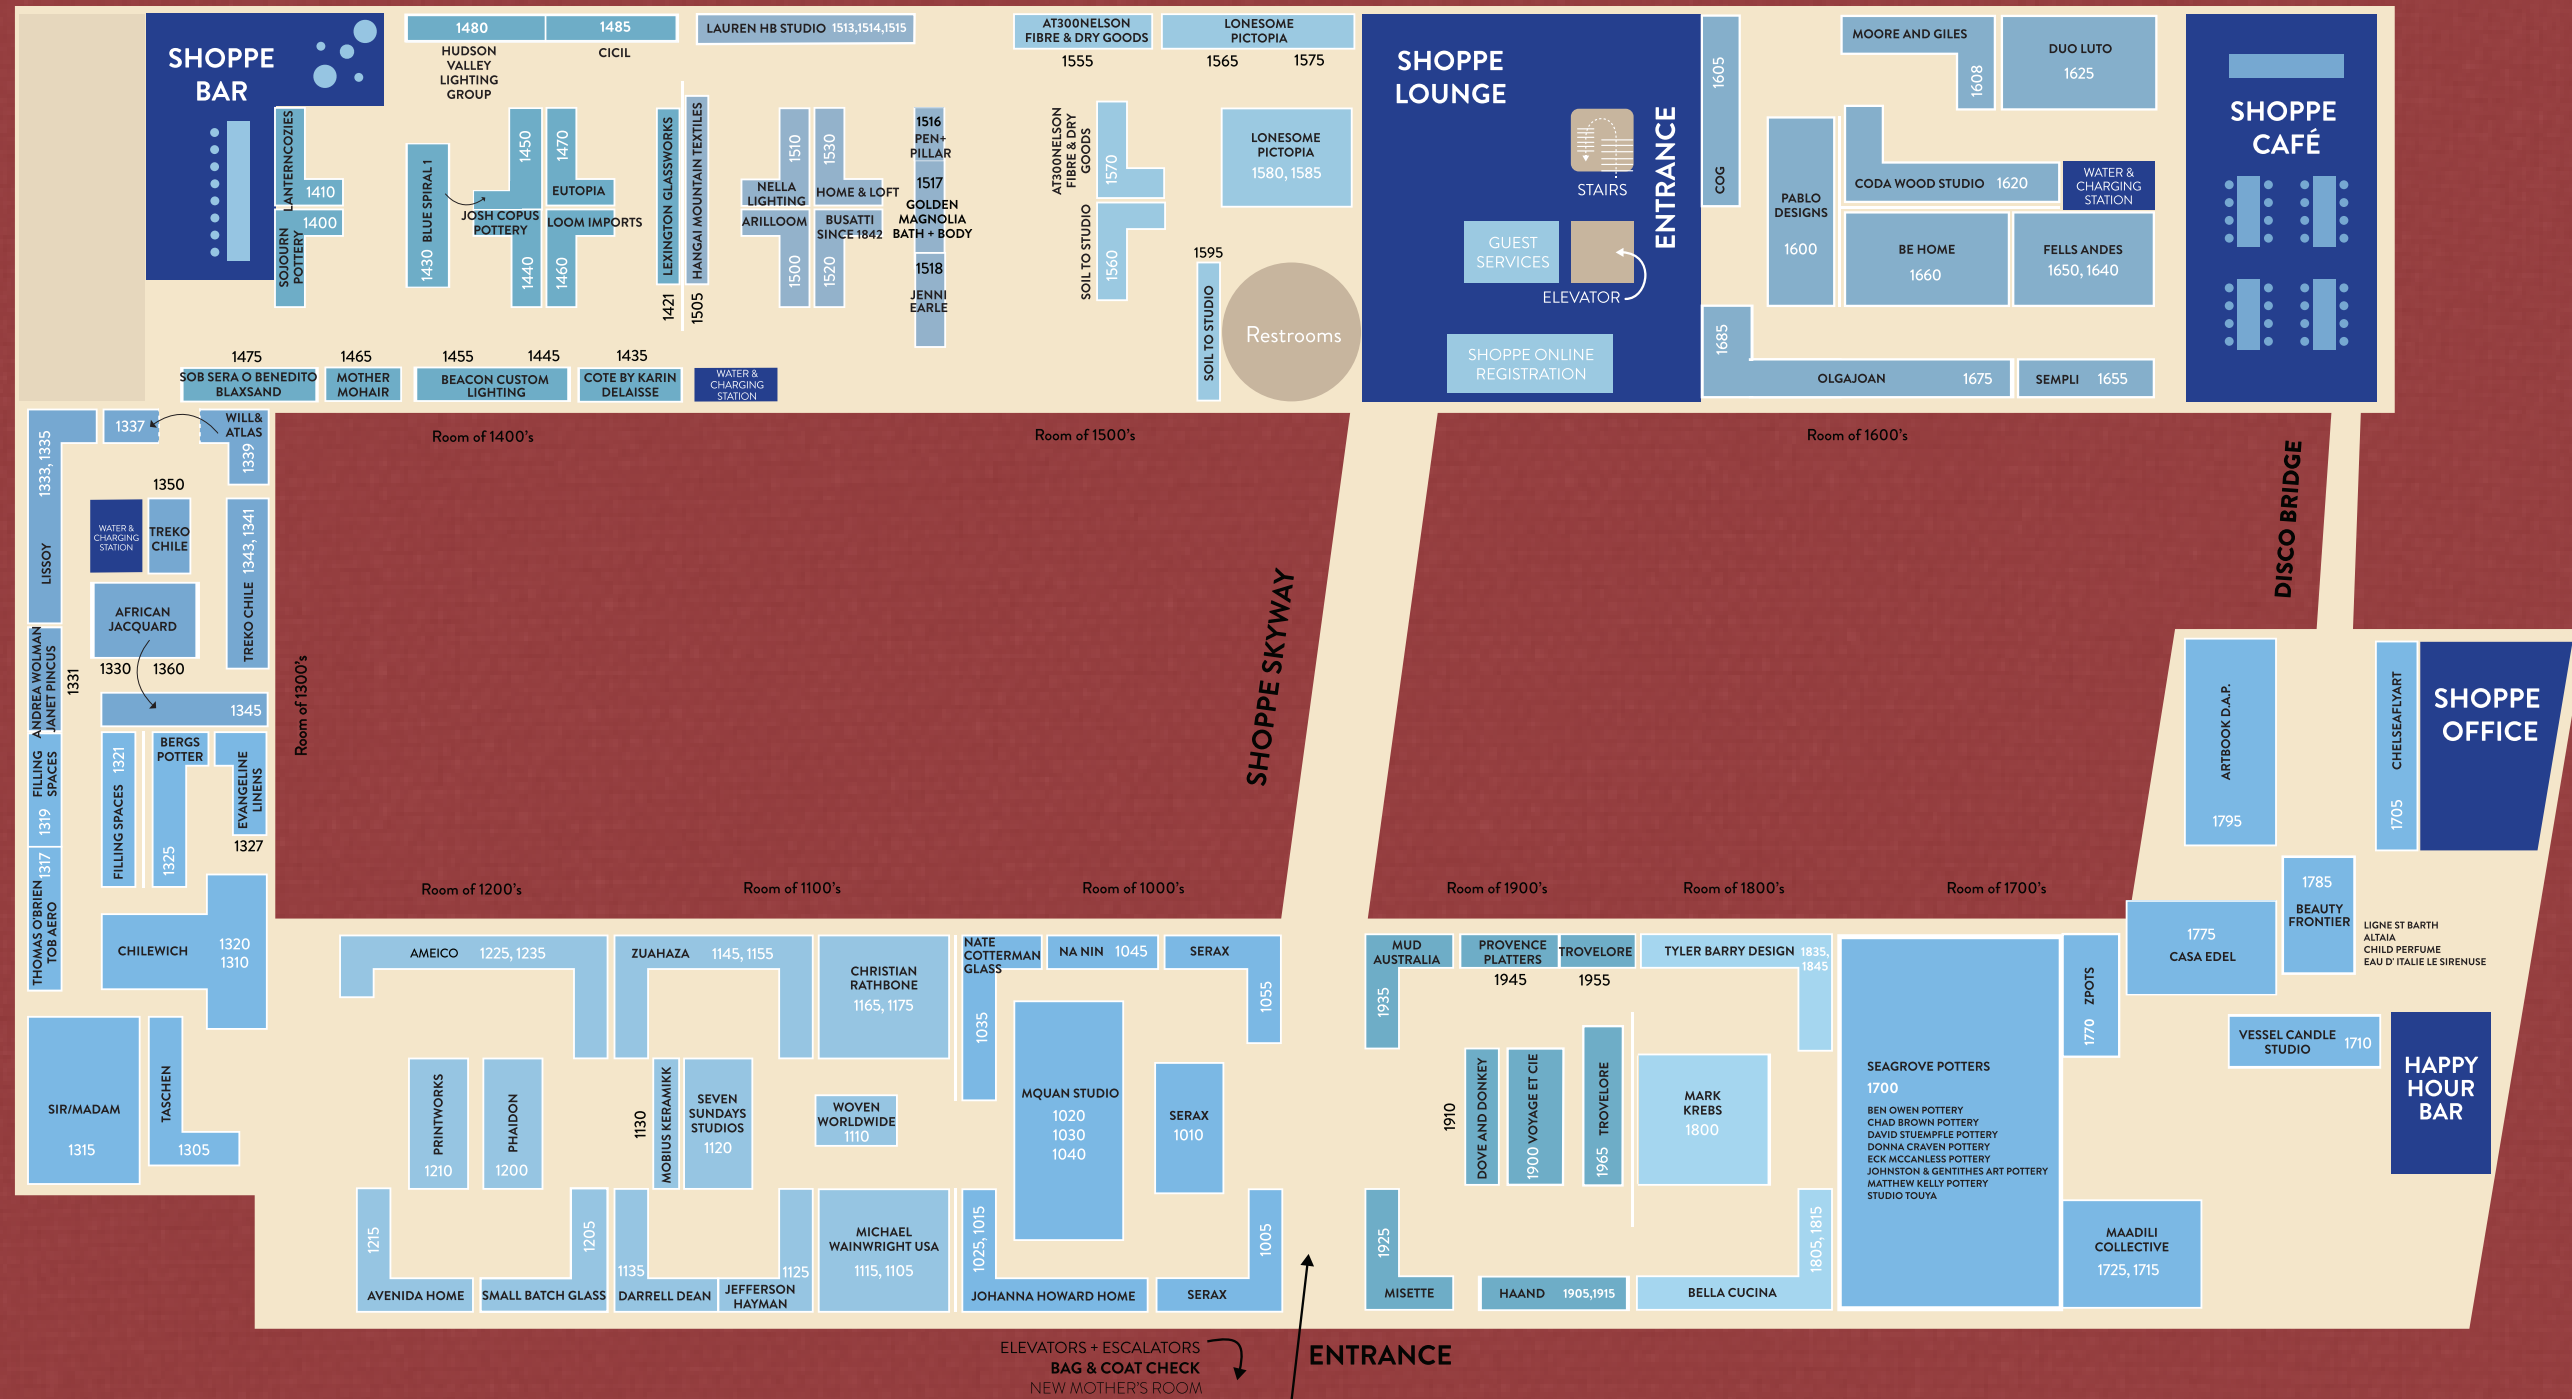 SHOPPE
BAR
1480
1485
HUDSON
VALLEY
LIGHTING
GROUP
CICIL
LAUREN HB STUDIO 1513,1514,1515
AT300NELSON
FIBRE & DRY GOODS
1555
LONESOME
PICTOPIA
1565
1575
LANTERNCOZIES
1410
1400
SOJOURN
POTTERY
1430 BLUE SPIRAL1
1450
1470
EUTOPIA
JOSH COPUS
POTTERY
LOOM IMPORTS
1440
1460
LEXINGTON GLASSWORKS
1421
HANGAI MOUNTAIN TEXTILES
1505
1510
1530
NELLA
LIGHTING
HOME & LOFT
ARILLOOM
BUSATTI
SINCE 1842
1500
1520
1516
PEN+
PILLAR
1517
GOLDEN
MAGNOLIA
BATH + BODY
1518
JENNI
EARLE
AT300NELSON
FIBRE & DRY
GOODS
1570
SOIL TO STUDIO
1560
LONESOME
PICTOPIA
1580, 1585
1595
SOIL TO STUDIO
Restrooms
1475
SOB SERA O BENEDITO
BLAXSAND
1465
MOTHER
MOHAIR
1455
1445
BEACON CUSTOM
LIGHTING
1435
COTE BY KARIN
DELAISSE
WATER &
CHARGING
STATION
SHOPPE
LOUNGE
STAIRS
ENTRANCE
GUEST
SERVICES
ELEVATOR
SHOPPE ONLINE
REGISTRATION
1605
COG
MOORE AND GILES
1608
DUO LUTO
1625
PABLO
DESIGNS
1600
CODA WOOD STUDIO 1620
WATER &
CHARGING
STATION
BE HOME
1660
FELLS ANDES
1650, 1640
1685
OLGAJOAN 1675
SEMPLI 1655
SHOPPE
CAFÉ
Room of 1400's
Room of 1500's
Room of 1600's
1333, 1335
LISSOY
1337
WILL&
ATLAS
1339
1350
WATER &
CHARGING
STATION
TREKO
CHILE
TREKO CHILE 1343, 1341
AFRICAN
JACQUARD
1330
1360
1345
ANDREA WOLMAN
JANET PINCUS
1331
Room of 1300's
FILLING
SPACES
1319
FILLING SPACES 1321
BERGS
POTTER
1325
EVANGELINE
LINENS
1327
1317
THOMAS O'BRIEN
TOB AERO
CHILEWICH
1320
1310
SIR/MADAM
1315
TASCHEN
1305
SHOPPE SKYWAY
DISCO BRIDGE
ARTBOOK D.A.P.
1795
CHELSEAFLYART
1705
SHOPPE
OFFICE
Room of 1200's
Room of 1100's
Room of 1000's
Room of 1900's
Room of 1800's
Room of 1700's
AMEICO 1225, 1235
ZUAHAZA 1145, 1155
CHRISTIAN
RATHBONE
1165, 1175
NATE
COTTERMAN
GLASS
1035
NA NIN 1045
SERAX
1055
PRINTWORKS
1210
PHAIDON
1200
1130
MOBIUS KERAMIKK
SEVEN
SUNDAYS
STUDIOS
1120
WOVEN
WORLDWIDE
1110
MQUAN STUDIO
1020
1030
1040
SERAX
1010
1215
AVENIDA HOME
1205
SMALL BATCH GLASS
1135
DARRELL DEAN
1125
JEFFERSON
HAYMAN
MICHAEL
WAINWRIGHT USA
1115, 1105
1025, 1015
JOHANNA HOWARD HOME
1005
SERAX
MUD
AUSTRALIA
1935
PROVENCE
PLATTERS
1945
TROVELORE
1955
TYLER BARRY DESIGN 1835,
1845
1910
DOVE AND DONKEY
1900 VOYAGE ET CIE
1965 TROVELORE
MARK
KREBS
1800
1925
MISETTE
HAAND 1905,1915
1805, 1815
BELLA CUCINA
SEAGROVE POTTERS
1700
BEN OWEN POTTERY
CHAD BROWN POTTERY
DAVID STUEMPFLE POTTERY
DONNA CRAVEN POTTERY
ECK MCCANLESS POTTERY
JOHNSTON & GENTITHES ART POTTERY
MATTHEW KELLY POTTERY
STUDIO TOUYA
1770 ZPOTS
1775
CASA EDEL
1785
BEAUTY
FRONTIER
LIGNE ST BARTH
ALTAIA
CHILD PERFUME
EAU D' ITALIE LE SIRENUSE
VESSEL CANDLE
STUDIO 1710
HAPPY
HOUR
BAR
MAADILI
COLLECTIVE
1725, 1715
ELEVATORS + ESCALATORS
BAG & COAT CHECK
NEW MOTHER'S ROOM
ENTRANCE